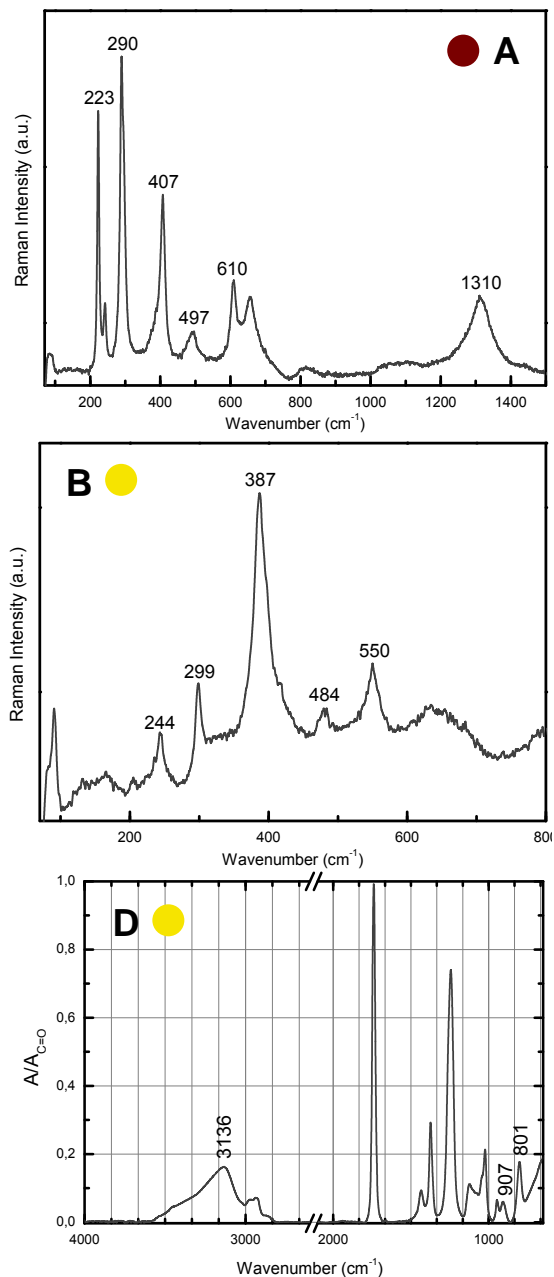 A
Raman Intensity (a.u.)
223
290
407
497
610
1310
200 400 600 800 1000 1200 1400
Wavenumber (cm⁻¹)
B
Raman Intensity (a.u.)
244
299
387
484
550
200 400 600 800
Wavenumber (cm⁻¹)
D
A/A_C=O
1,0
0,8
0,6
0,4
0,2
0,0
3136
907
801
4000 3000 2000 1000
Wavenumber (cm⁻¹)